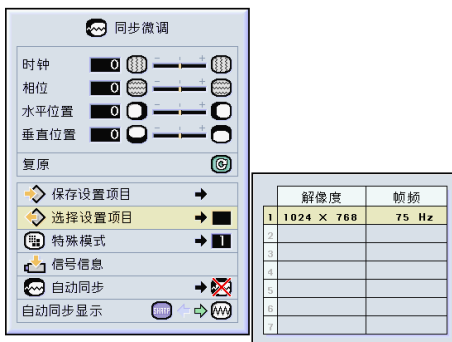 同步微调
时钟 0
相位 0
水平位置 0
垂直位置 0
复原
保存设置项目
选择设置项目
特殊模式 1
信号信息
自动同步
自动同步显示
解像度 帧频
1 1024 × 768 75 Hz
2
3
4
5
6
7